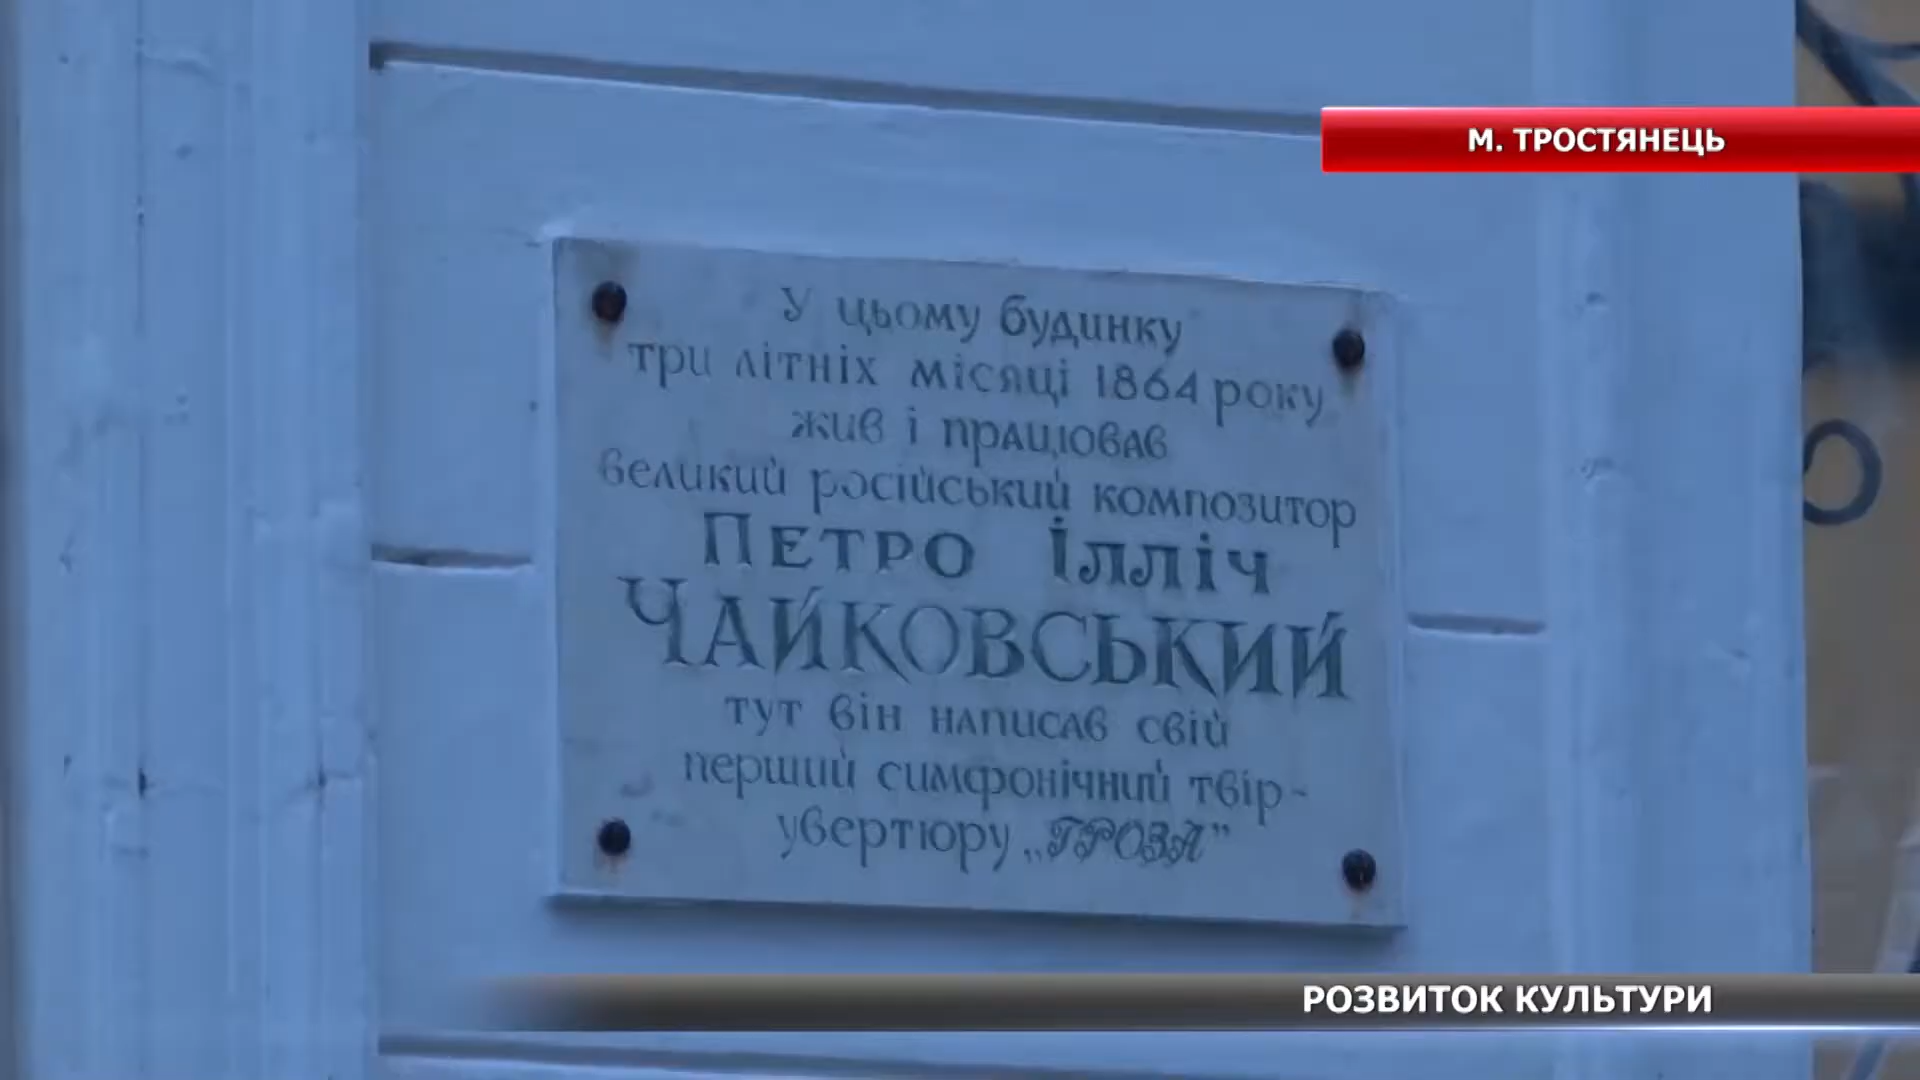 М. ТРОСТЯНЕЦЬ
У цьому будинку
три літніх місяці 1864 року
жив і працював
великий російський композитор
ПЕТРО ІЛЛІЧ
ЧАЙКОВСЬКИЙ
тут він написав свій
перший симфонічний твір-
увертюру „ГРОЗА”
РОЗВИТОК КУЛЬТУРИ